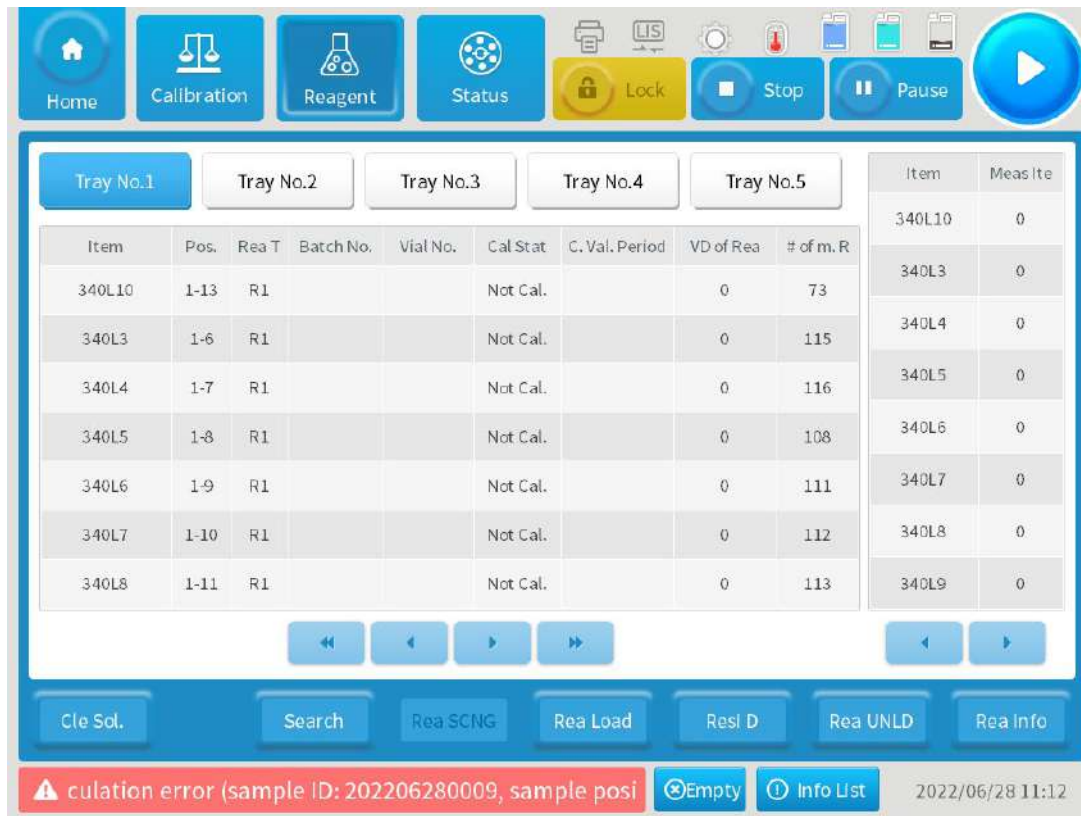 LIS
Home Calibration Reagent Status Lock Stop Pause
Tray No.1 Tray No.2 Tray No.3 Tray No.4 Tray No.5
Item Pos. Rea T Batch No. Vial No. Cal Stat C. Val. Period VD of Rea # of m. R
340L10 1-13 R1 Not Cal. 0 73
340L3 1-6 R1 Not Cal. 0 115
340L4 1-7 R1 Not Cal. 0 116
340L5 1-8 R1 Not Cal. 0 108
340L6 1-9 R1 Not Cal. 0 111
340L7 1-10 R1 Not Cal. 0 112
340L8 1-11 R1 Not Cal. 0 113
Item Meas Ite
340L10 0
340L3 0
340L4 0
340L5 0
340L6 0
340L7 0
340L8 0
340L9 0
Cle Sol. Search Rea SCNG Rea Load Resi D Rea UNLD Rea Info
culation error (sample ID: 202206280009, sample posi Empty Info List 2022/06/28 11:12